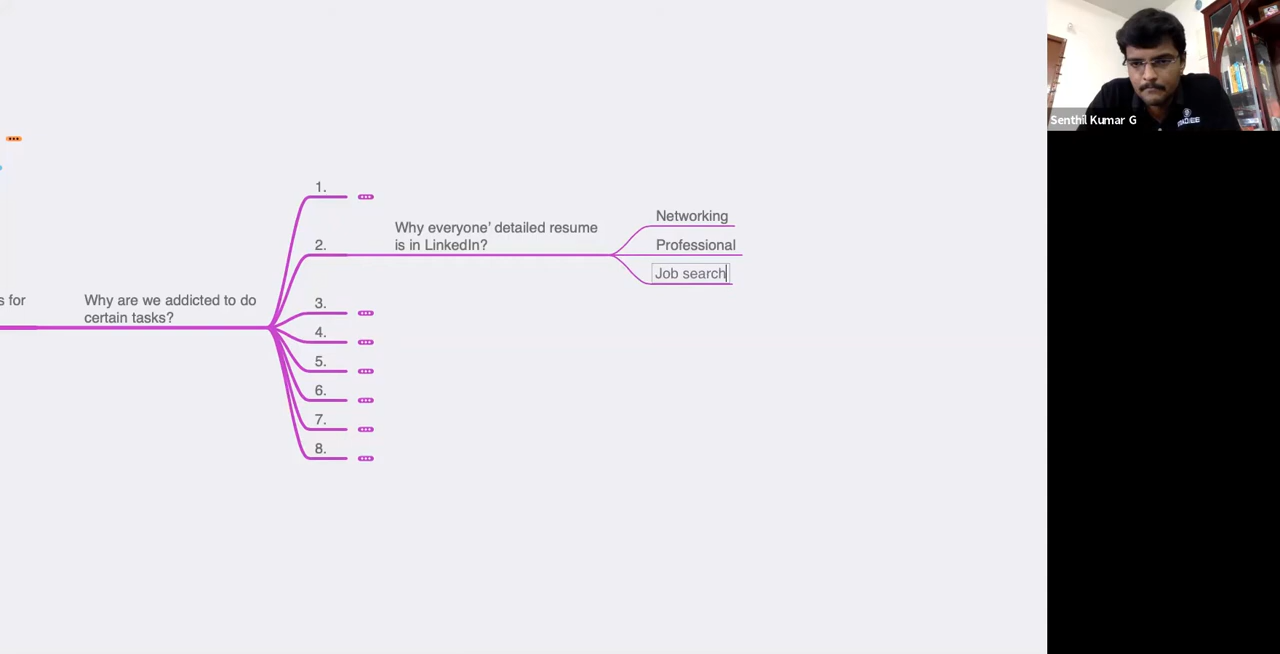 Senthil Kumar G
1.
Why everyone’ detailed resume
is in LinkedIn?
2.
Networking
Professional
Job search
s for
Why are we addicted to do
certain tasks?
3.
4.
5.
6.
7.
8.